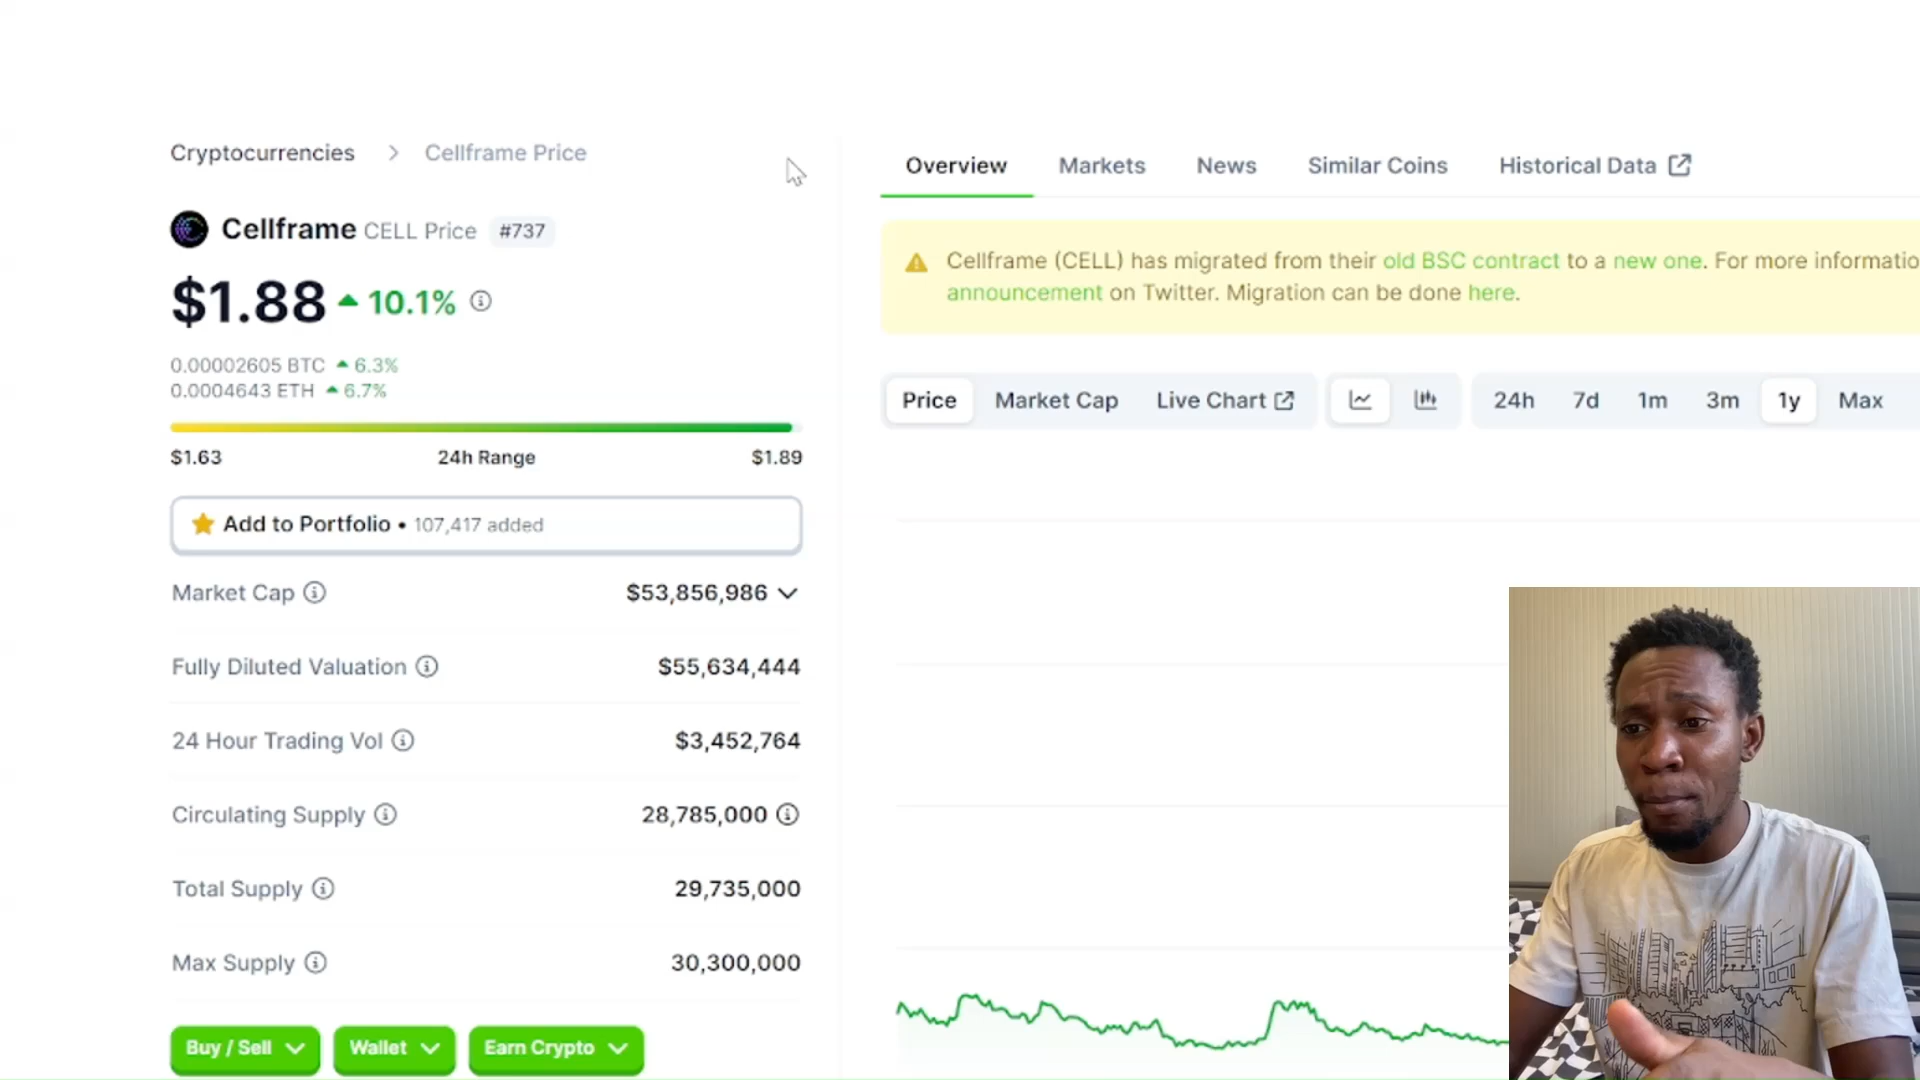 Cryptocurrencies > Cellframe Price
Cellframe CELL Price #737
$1.88 10.1%
0.00002605 BTC 6.3%
0.0004643 ETH 6.7%
$1.63 24h Range $1.89
Add to Portfolio • 107,417 added
Market Cap $53,856,986
Fully Diluted Valuation $55,634,444
24 Hour Trading Vol $3,452,764
Circulating Supply 28,785,000
Total Supply 29,735,000
Max Supply 30,300,000
Buy / Sell Wallet Earn Crypto
Overview Markets News Similar Coins Historical Data
Cellframe (CELL) has migrated from their old BSC contract to a new one. For more informatio
announcement on Twitter. Migration can be done here.
Price Market Cap Live Chart 24h 7d 1m 3m 1y Max